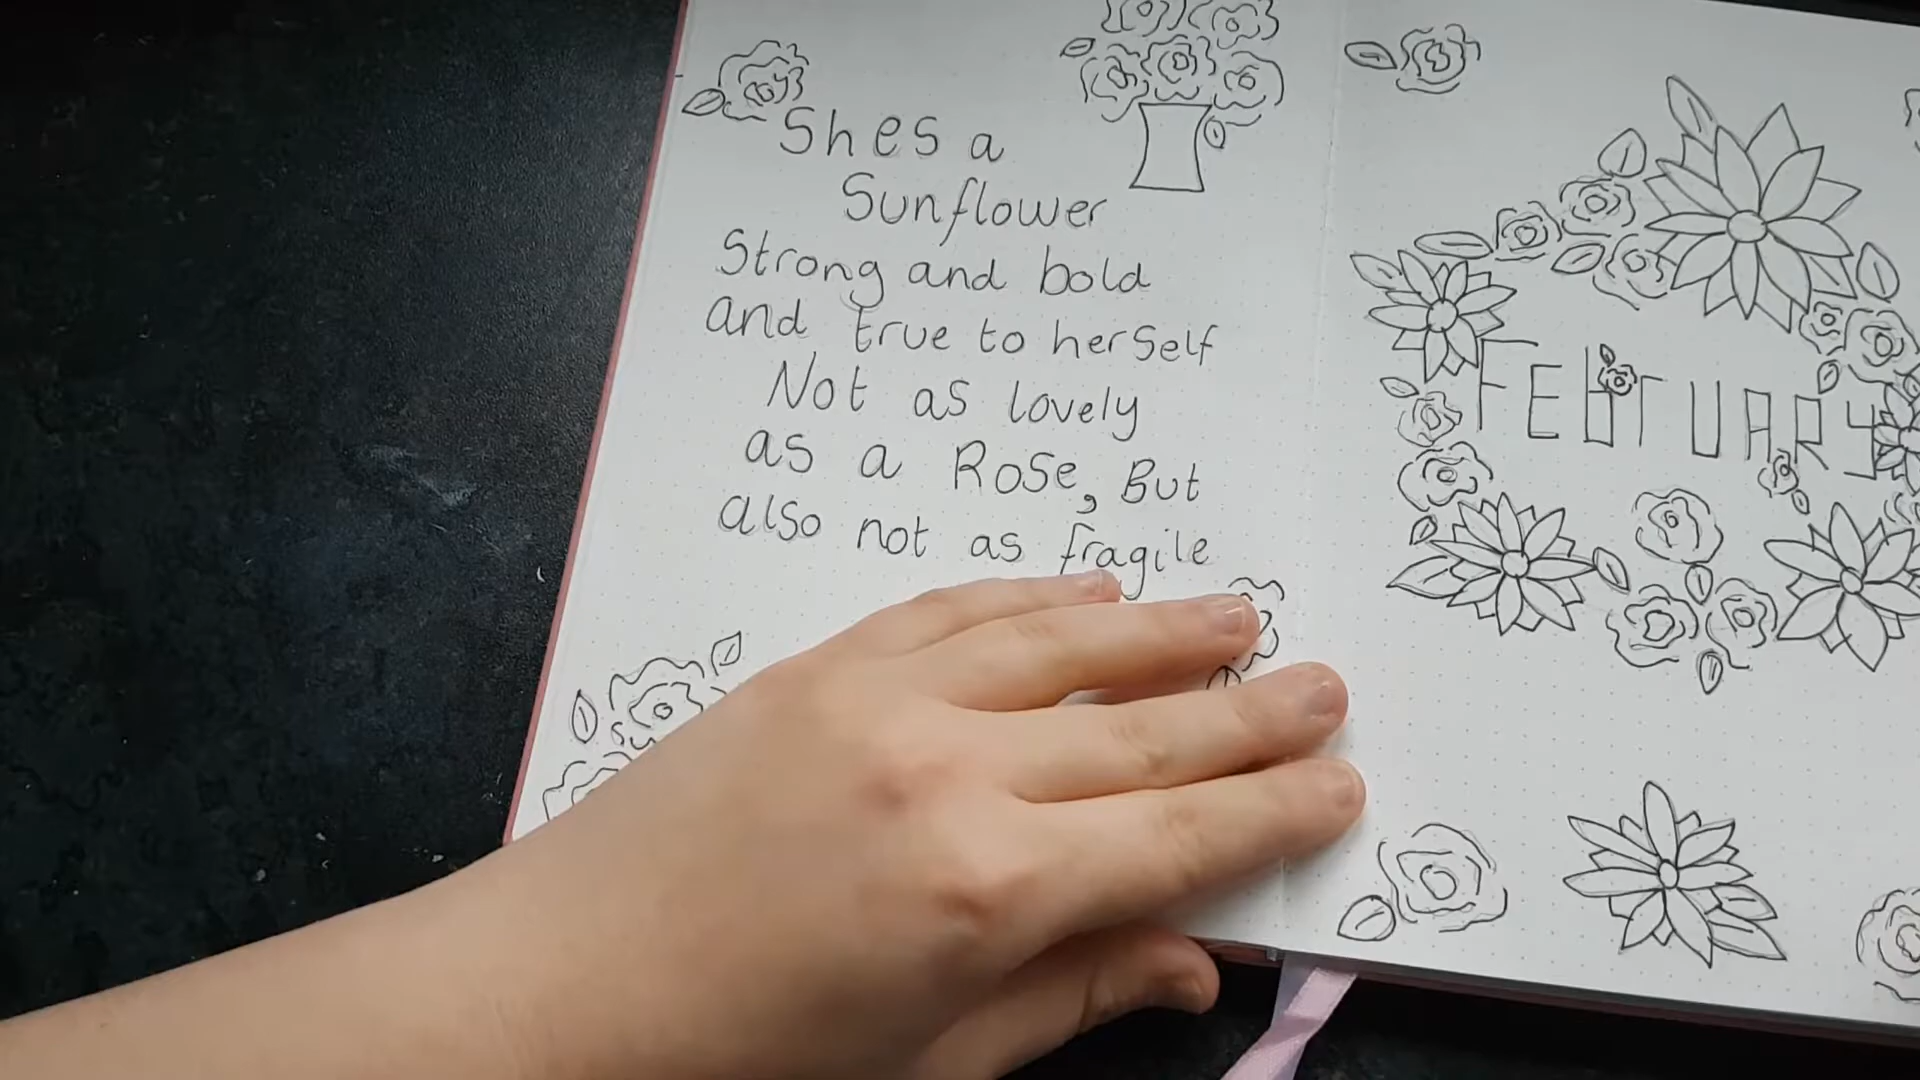 Shes a
Sunflower
Strong and bold
and true to herself
Not as lovely
as a Rose, But
also not as fragile
FEbruARY